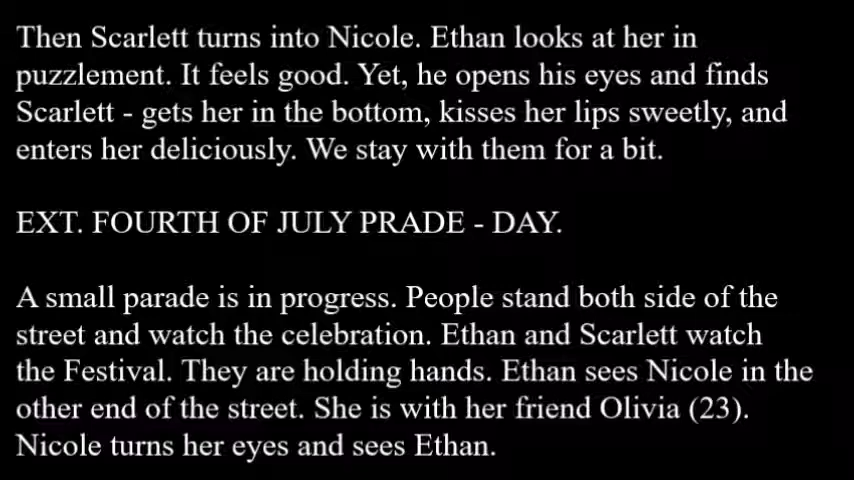 Then Scarlett turns into Nicole. Ethan looks at her in
puzzlement. It feels good. Yet, he opens his eyes and finds
Scarlett - gets her in the bottom, kisses her lips sweetly, and
enters her deliciously. We stay with them for a bit.
EXT. FOURTH OF JULY PRADE - DAY.
A small parade is in progress. People stand both side of the
street and watch the celebration. Ethan and Scarlett watch
the Festival. They are holding hands. Ethan sees Nicole in the
other end of the street. She is with her friend Olivia (23).
Nicole turns her eyes and sees Ethan.